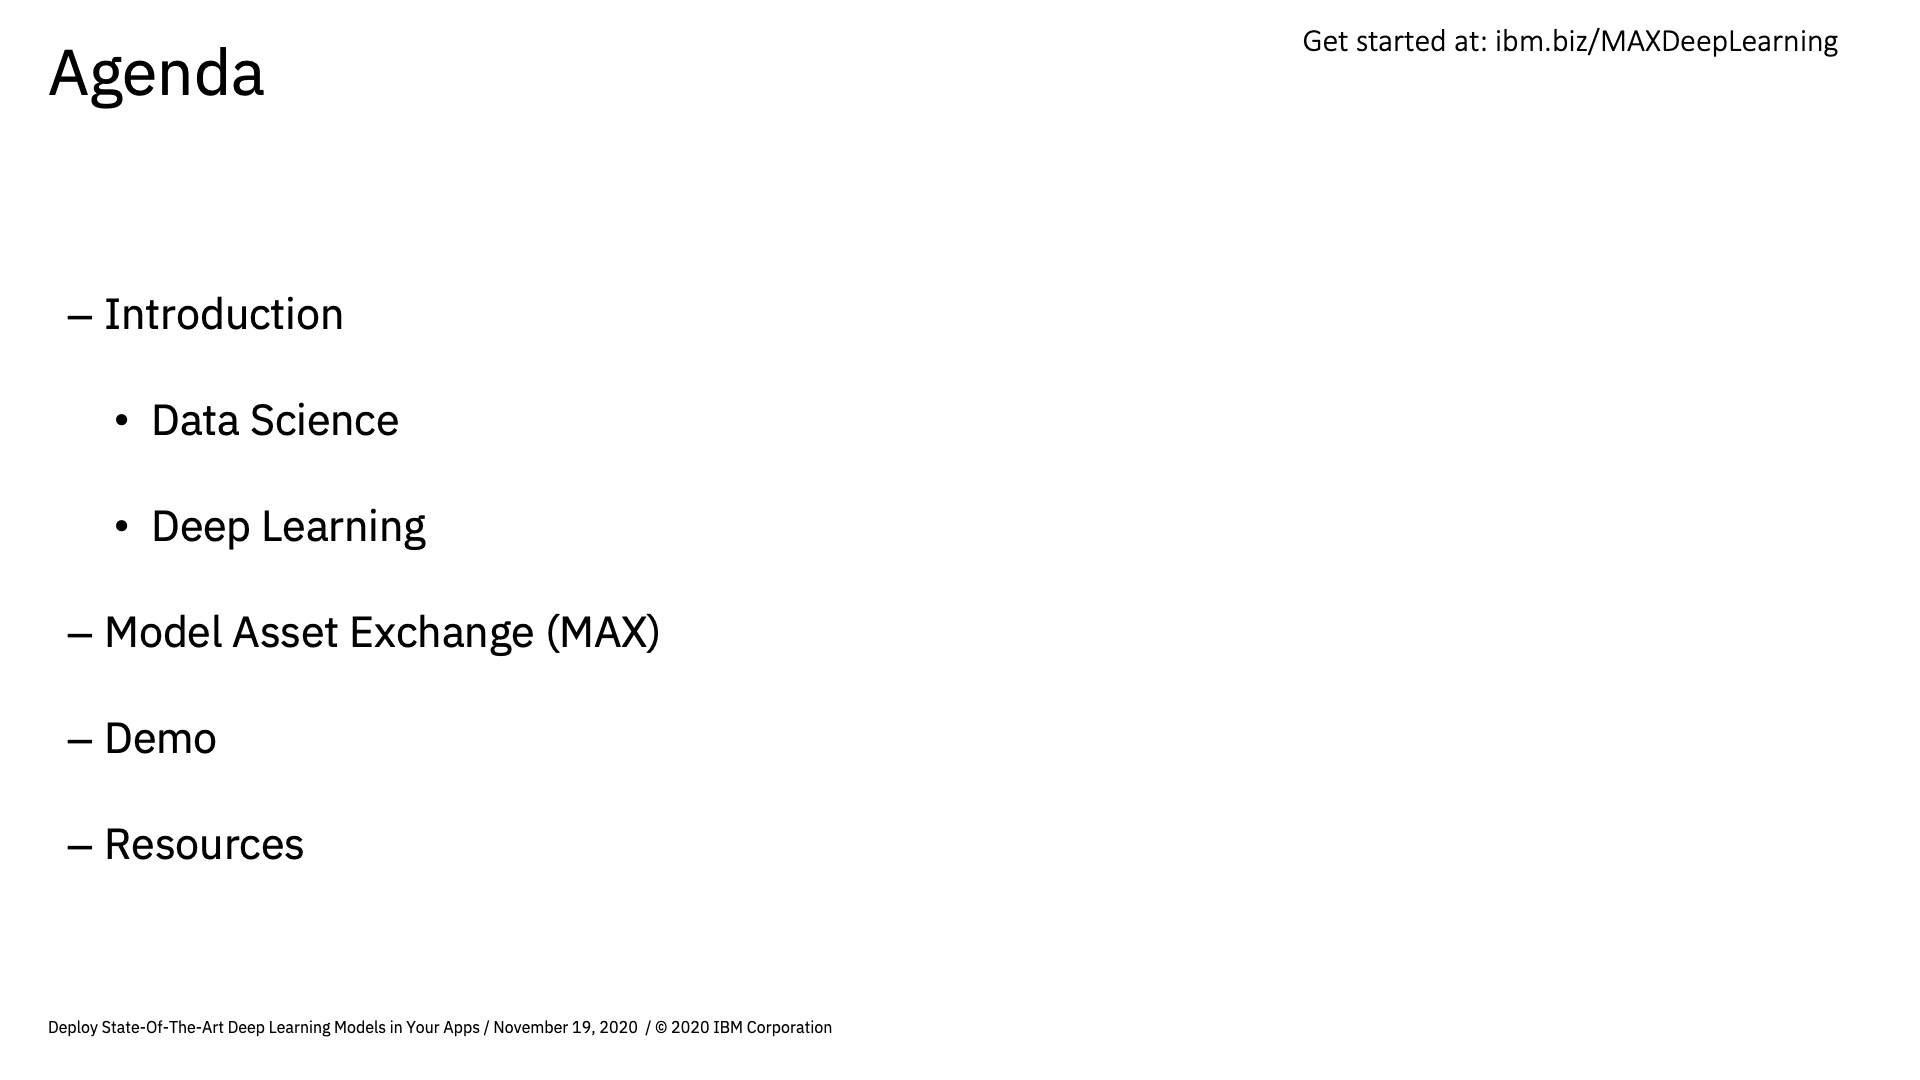 Agenda
Get started at: ibm.biz/MAXDeepLearning
– Introduction
• Data Science
• Deep Learning
– Model Asset Exchange (MAX)
– Demo
– Resources
Deploy State-Of-The-Art Deep Learning Models in Your Apps / November 19, 2020 / © 2020 IBM Corporation